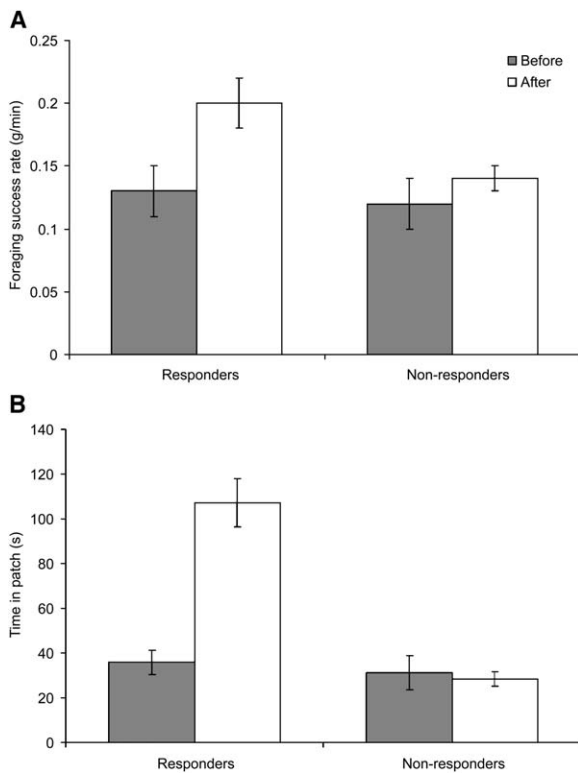 A
0.25
0.2
0.15
0.1
0.05
0
Foraging success rate (g/min)
Before
After
Responders
Non-responders
B
140
120
100
80
60
40
20
0
Time in patch (s)
Responders
Non-responders